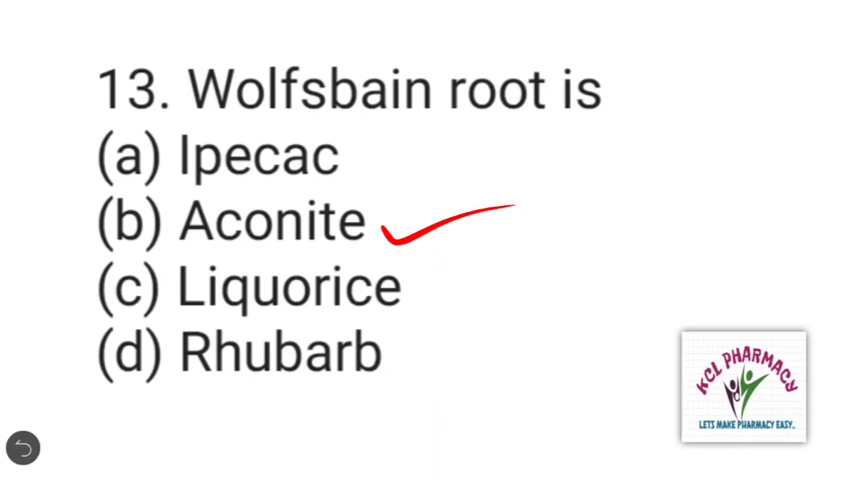 13. Wolfsbain root is
(a) Ipecac
(b) Aconite
(c) Liquorice
(d) Rhubarb
KCL PHARMACY
LETS MAKE PHARMACY EASY..